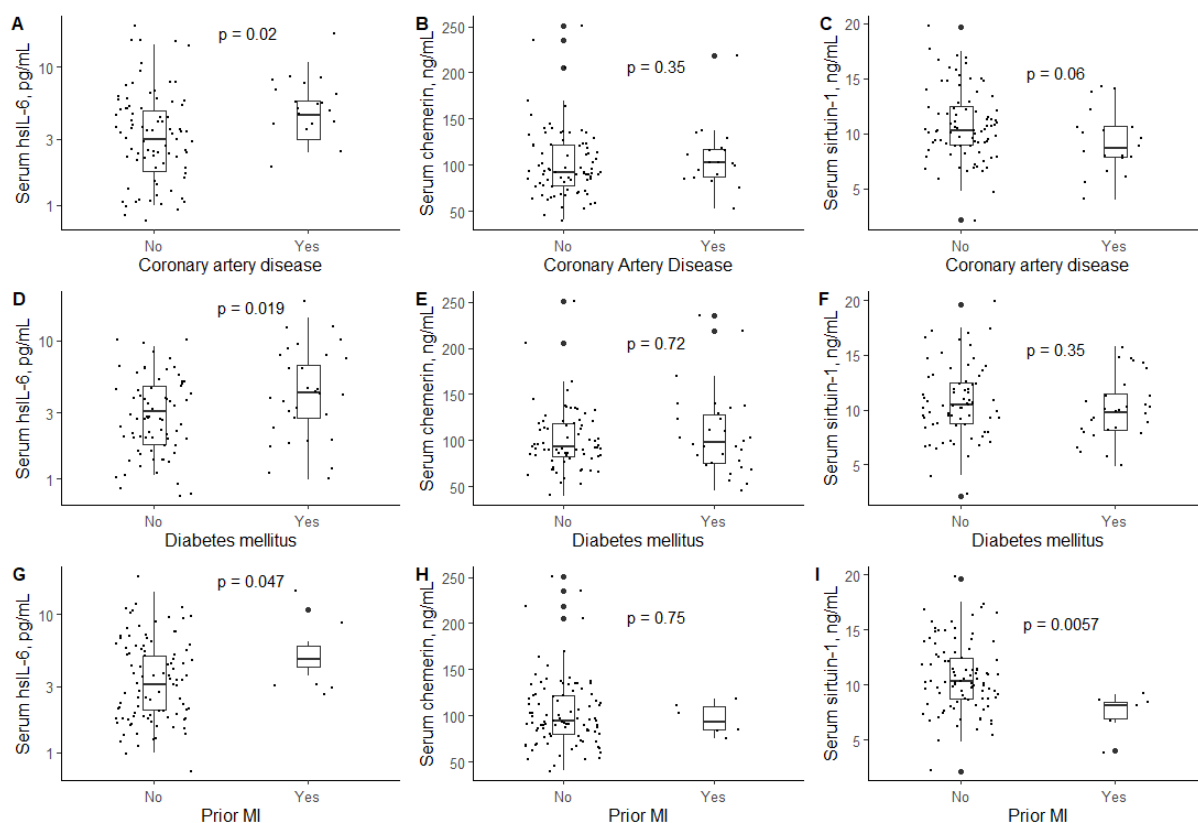 A
p = 0.02
Serum hsIL-6, pg/mL
10
3
1
No
Yes
Coronary artery disease
B
p = 0.35
Serum chemerin, ng/mL
250
200
150
100
50
No
Yes
Coronary Artery Disease
C
p = 0.06
Serum sirtuin-1, ng/mL
20
15
10
5
No
Yes
Coronary artery disease
D
p = 0.019
Serum hsIL-6, pg/mL
10
3
1
No
Yes
Diabetes mellitus
E
p = 0.72
Serum chemerin, ng/mL
250
200
150
100
50
No
Yes
Diabetes mellitus
F
p = 0.35
Serum sirtuin-1, ng/mL
20
15
10
5
No
Yes
Diabetes mellitus
G
p = 0.047
Serum hsIL-6, pg/mL
10
3
1
No
Yes
Prior MI
H
p = 0.75
Serum chemerin, ng/mL
250
200
150
100
50
No
Yes
Prior MI
I
p = 0.0057
Serum sirtuin-1, ng/mL
20
15
10
5
No
Yes
Prior MI